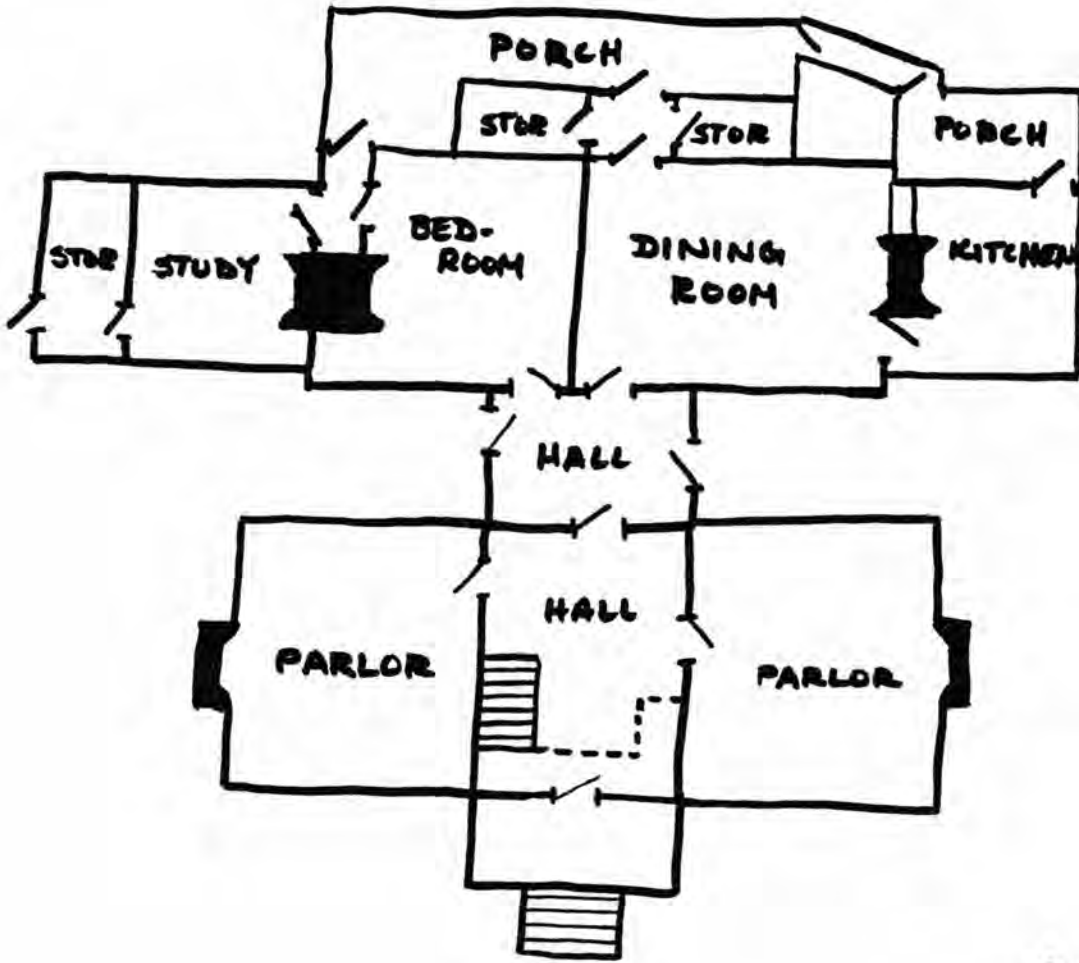 PORCH
STOR
STOR
PORCH
STOR
STUDY
BED-
ROOM
DINING
ROOM
KITCHEN
HALL
HALL
PARLOR
PARLOR